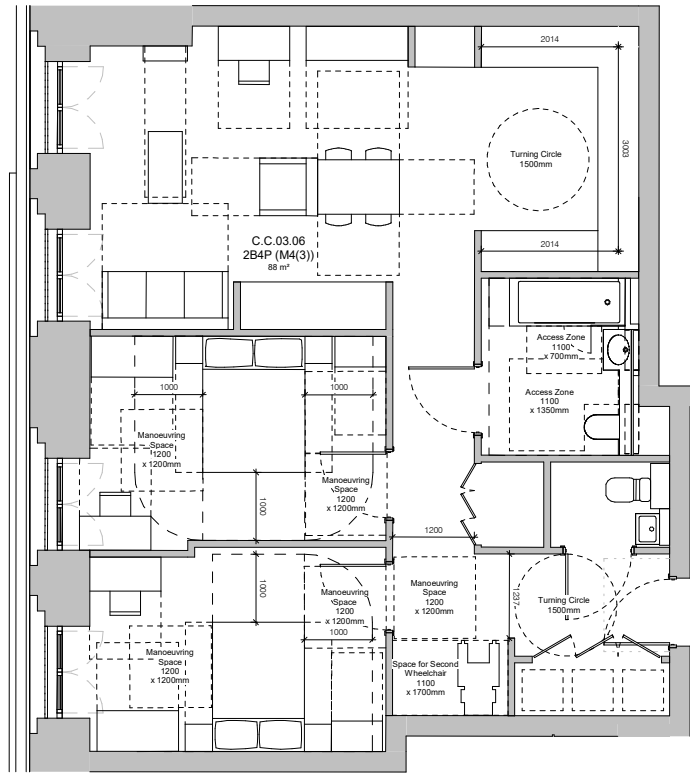 2014
3003
Turning Circle
1500mm
2014
C.C.03.06
2B4P (M4(3))
88 m²
Access Zone
1100
x 700mm
Access Zone
1100
x 1350mm
1000
1000
Manoeuvring
Space
1200
x 1200mm
Manoeuvring
Space
1200
x 1200mm
1000
1200
1000
Manoeuvring
Space
1200
x 1200mm
1000
Manoeuvring
Space
1200
x 1200mm
1237
Turning Circle
1500mm
Manoeuvring
Space
1200
x 1200mm
Space for Second
Wheelchair
1100
x 1700mm